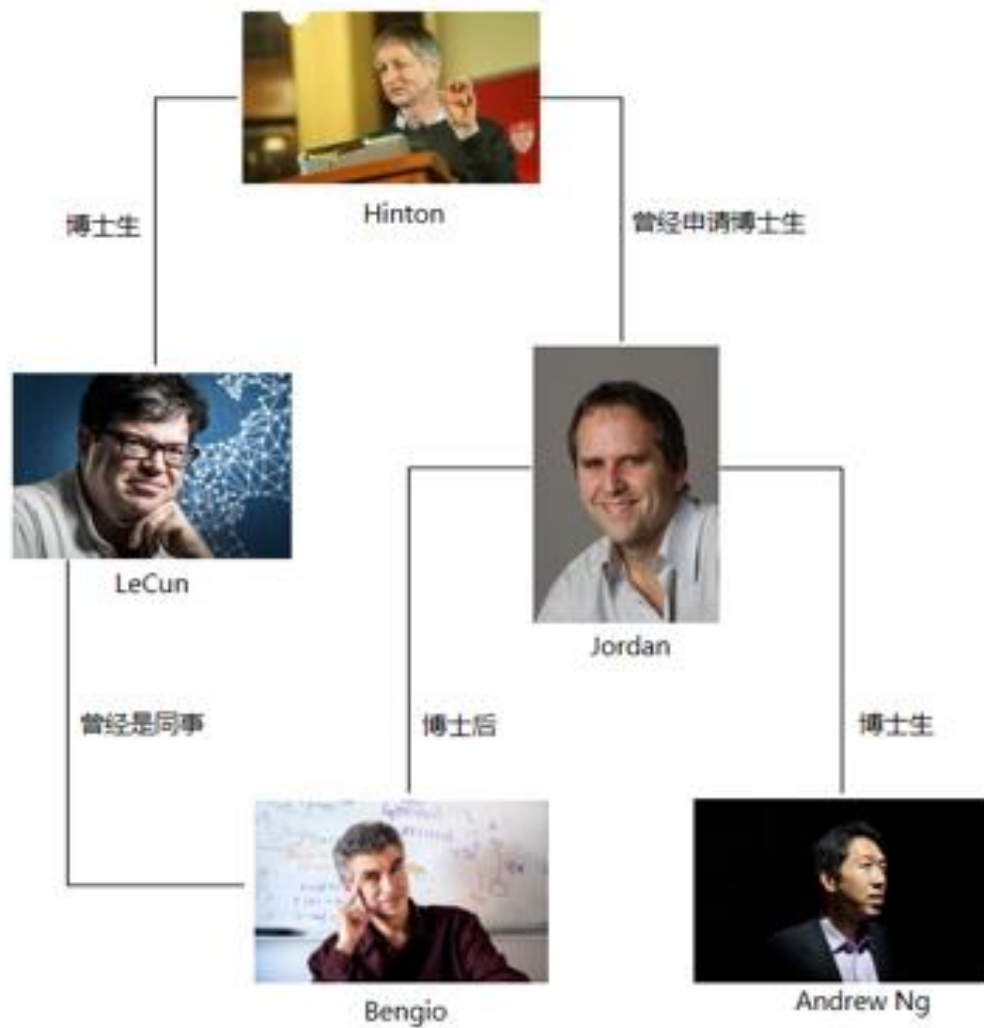 Hinton
博士生
曾经申请博士生
LeCun
Jordan
曾经是同事
博士后
博士生
Bengio
Andrew Ng